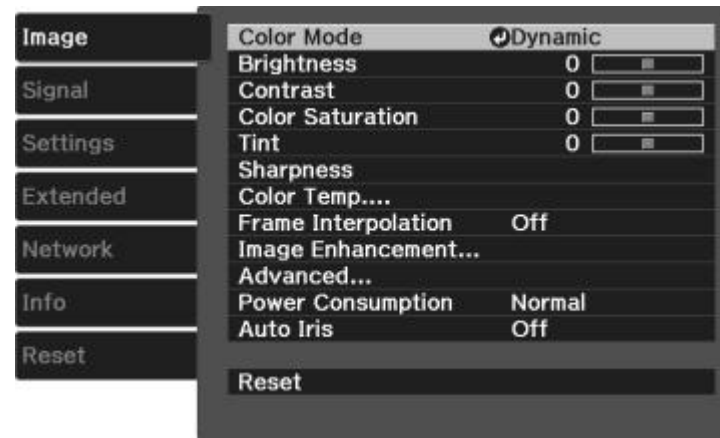 Image
Signal
Settings
Extended
Network
Info
Reset
Color Mode Dynamic
Brightness 0
Contrast 0
Color Saturation 0
Tint 0
Sharpness
Color Temp....
Frame Interpolation Off
Image Enhancement...
Advanced...
Power Consumption Normal
Auto Iris Off
Reset